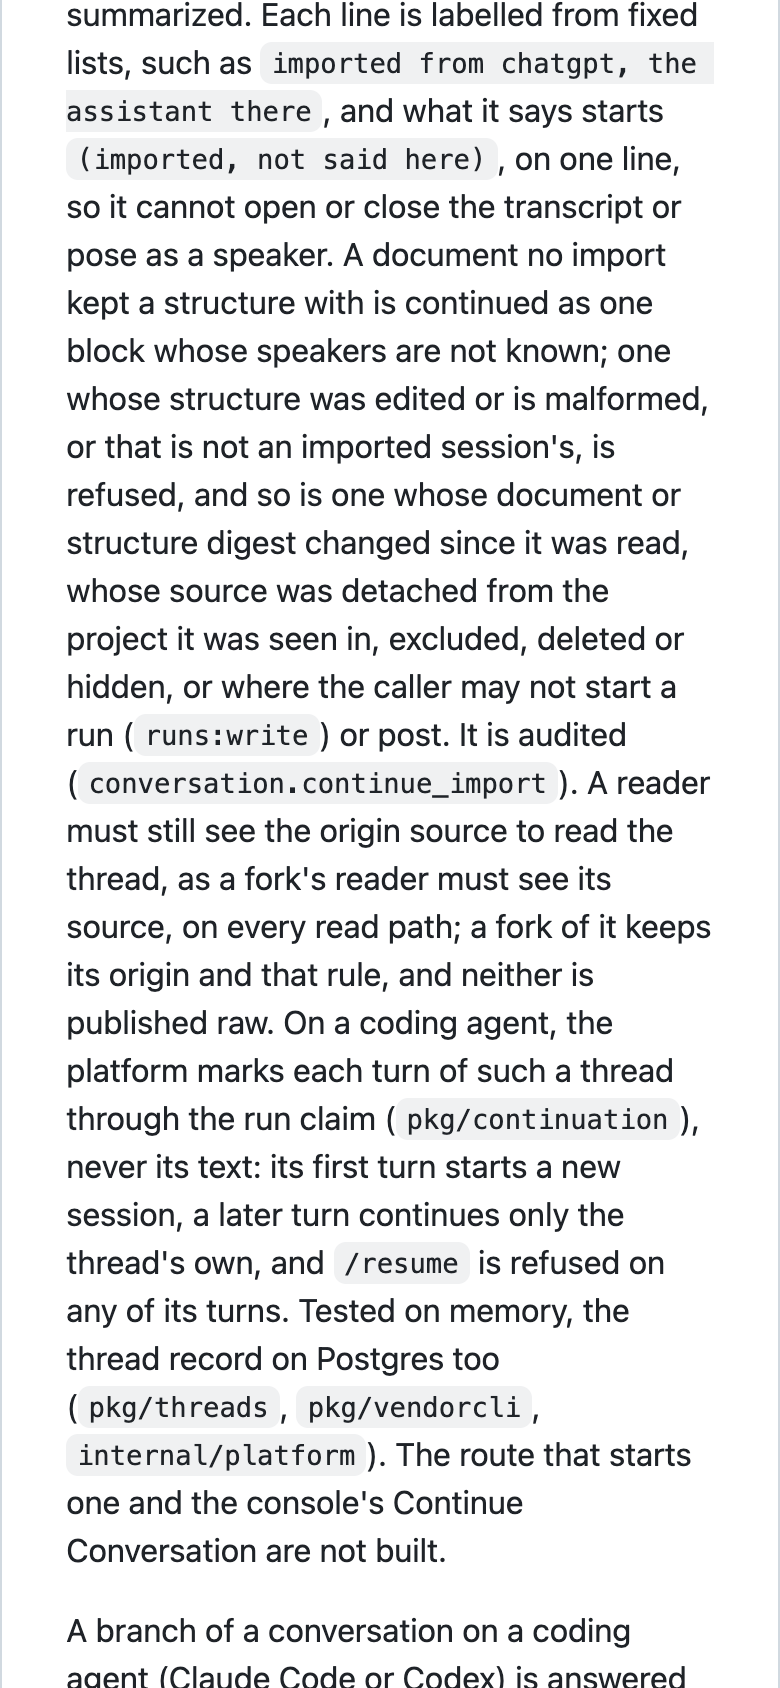 summarized. Each line is labelled from fixed
lists, such as imported from chatgpt, the
assistant there, and what it says starts
(imported, not said here), on one line,
so it cannot open or close the transcript or
pose as a speaker. A document no import
kept a structure with is continued as one
block whose speakers are not known; one
whose structure was edited or is malformed,
or that is not an imported session's, is
refused, and so is one whose document or
structure digest changed since it was read,
whose source was detached from the
project it was seen in, excluded, deleted or
hidden, or where the caller may not start a
run (runs:write) or post. It is audited
(conversation.continue_import). A reader
must still see the origin source to read the
thread, as a fork's reader must see its
source, on every read path; a fork of it keeps
its origin and that rule, and neither is
published raw. On a coding agent, the
platform marks each turn of such a thread
through the run claim (pkg/continuation),
never its text: its first turn starts a new
session, a later turn continues only the
thread's own, and /resume is refused on
any of its turns. Tested on memory, the
thread record on Postgres too
(pkg/threads, pkg/vendorcli,
internal/platform). The route that starts
one and the console's Continue
Conversation are not built.
A branch of a conversation on a coding
agent (Claude Code or Codex) is answered